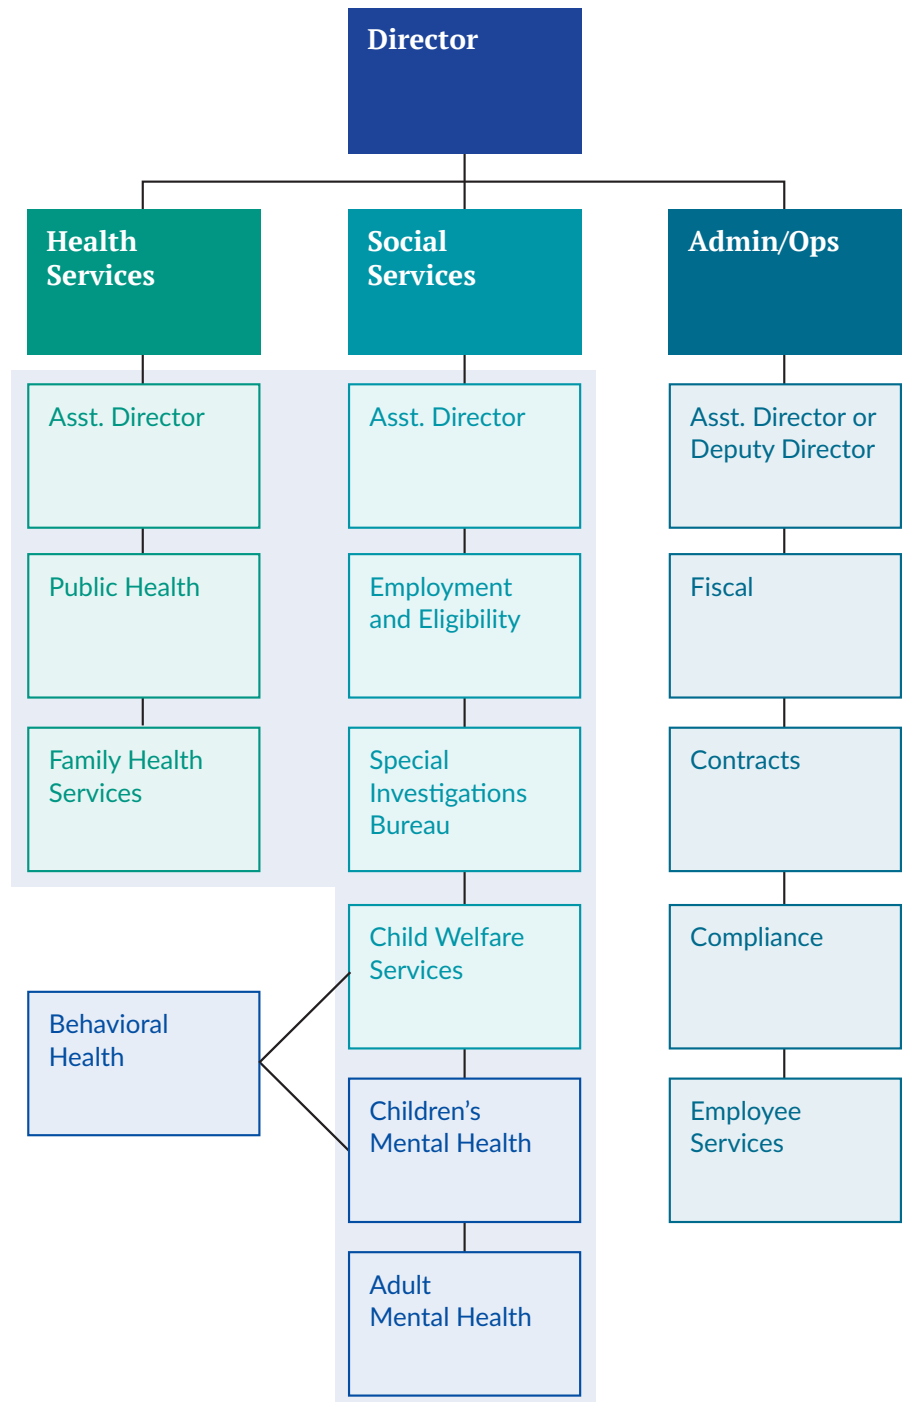 Director
Health
Services
Social
Services
Admin/Ops
Asst. Director
Public Health
Family Health
Services
Behavioral
Health
Asst. Director
Employment
and Eligibility
Special
Investigations
Bureau
Child Welfare
Services
Children’s
Mental Health
Adult
Mental Health
Asst. Director or
Deputy Director
Fiscal
Contracts
Compliance
Employee
Services